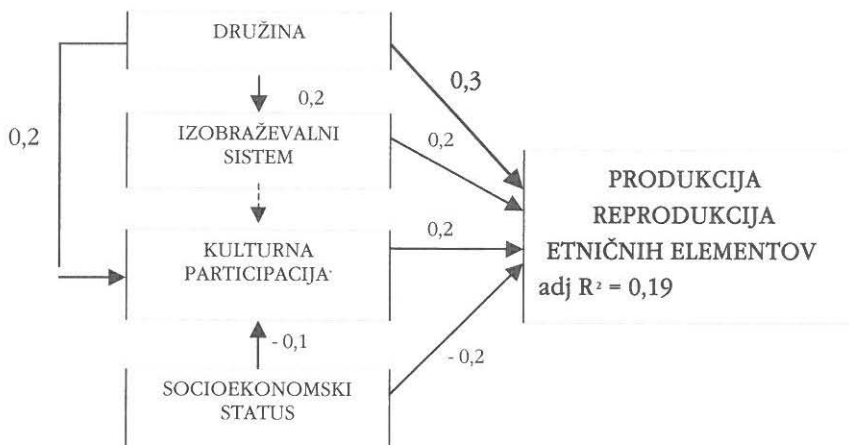 DRUŽINA
0,2
0,3
0,2
IZOBRAŽEVALNI
SISTEM
0,2
0,2
KULTURNA
PARTICIPACIJA
PRODUKCIJA
REPRODUKCIJA
ETNIČNIH ELEMENTOV
adj R² = 0,19
- 0,1
- 0,2
SOCIOEKONOMSKI
STATUS